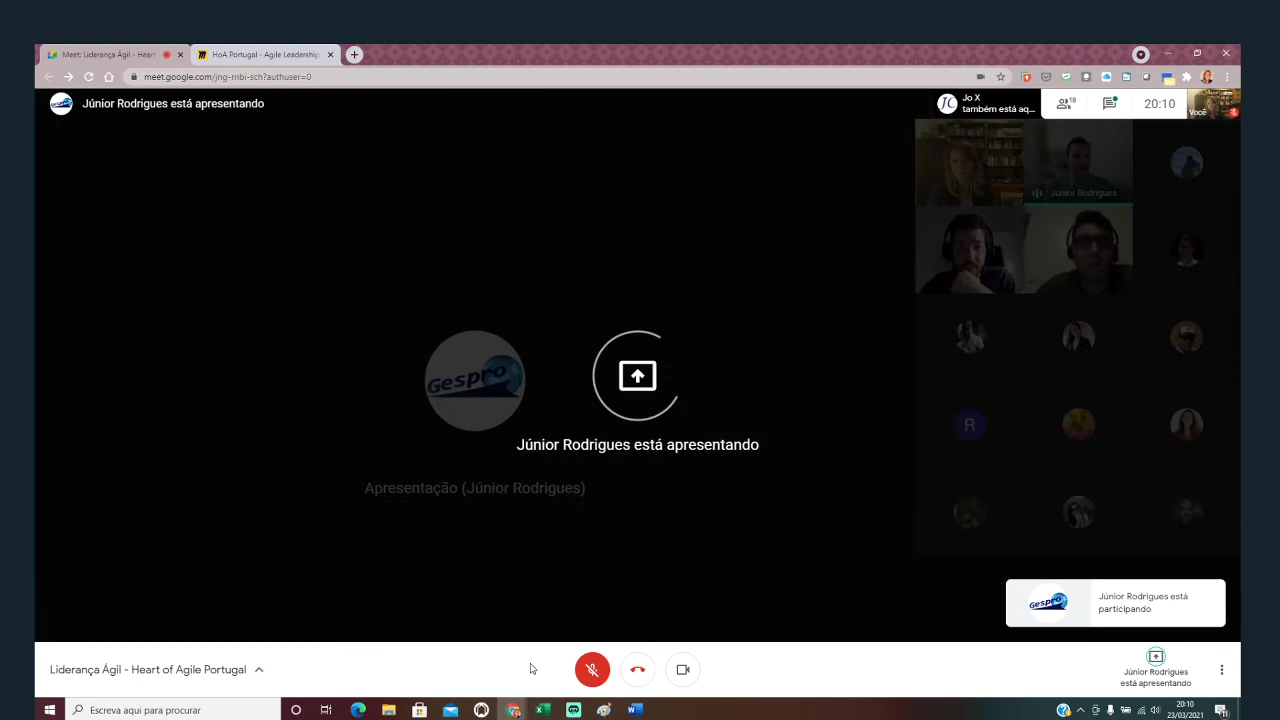 Meet: Liderança Ágil - Heart
HoA Portugal - Agile Leadership
meet.google.com/jng-rnbi-sch?authuser=0
Júnior Rodrigues está apresentando
JC
Jo X
também está aq...
18
20:10
Você
Júnior Rodrigues
Gespro
Júnior Rodrigues está apresentando
Apresentação (Júnior Rodrigues)
R
Gespro
Júnior Rodrigues está
participando
Liderança Ágil - Heart of Agile Portugal
Júnior Rodrigues
está apresentando
Escreva aqui para procurar
20:10
23/03/2021